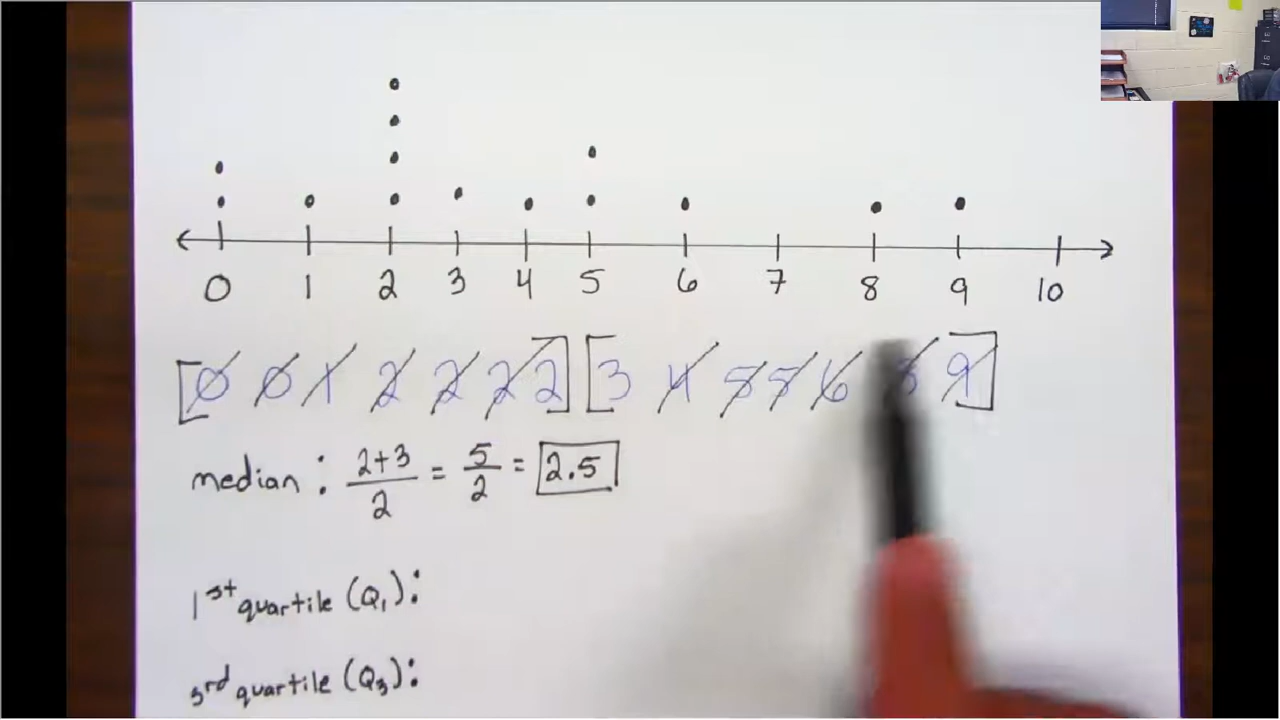 0 1 2 3 4 5 6 7 8 9 10
[0 0 1 2 2 2 2] [3 4 5 5 6 8 9]
median : 2+3/2 = 5/2 = 2.5
1st quartile (Q1):
3rd quartile (Q3):